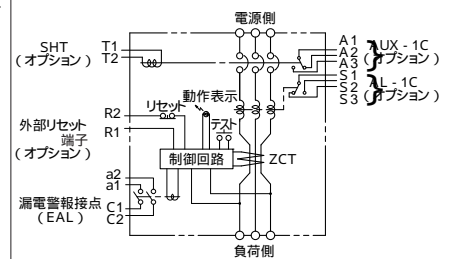 電源側
SHT
(オプション)
T1
T2
A1
A2
A3
AUX - 1C
(オプション)
S1
S2
S3
AL - 1C
(オプション)
リセット
動作表示
テスト
R2
R1
外部リセット
端子
(オプション)
制御回路
ZCT
a2
a1
漏電警報接点
(EAL)
C1
C2
負荷側